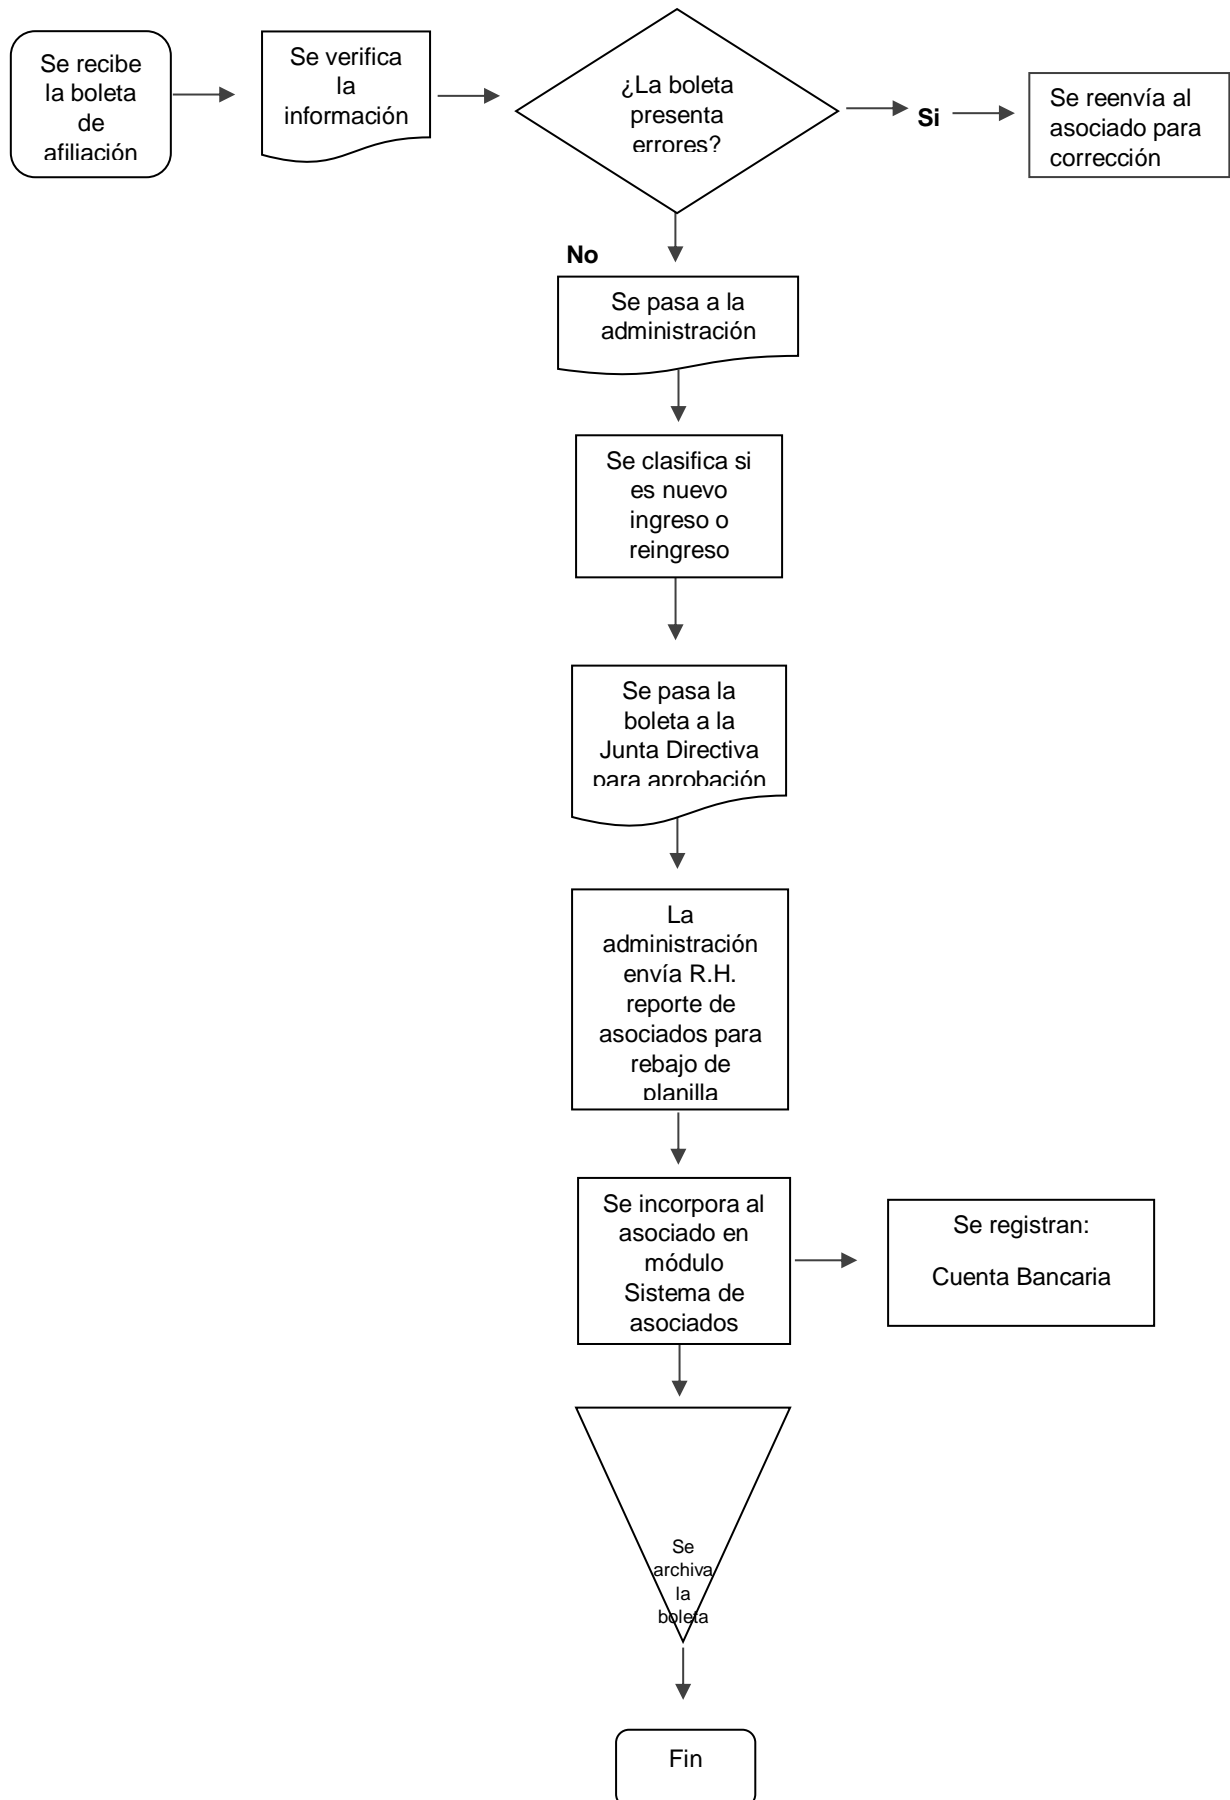 Se recibe
la boleta
de
afiliación
Se verifica
la
información
¿La boleta
presenta
errores?
Si
Se reenvía al
asociado para
corrección
No
Se pasa a la
administración
Se clasifica si
es nuevo
ingreso o
reingreso
Se pasa la
boleta a la
Junta Directiva
para aprobación
La
administración
envía R.H.
reporte de
asociados para
rebajo de
planilla
Se incorpora al
asociado en
módulo
Sistema de
asociados
Se registran:
Cuenta Bancaria
Se
archiva
la
boleta
Fin